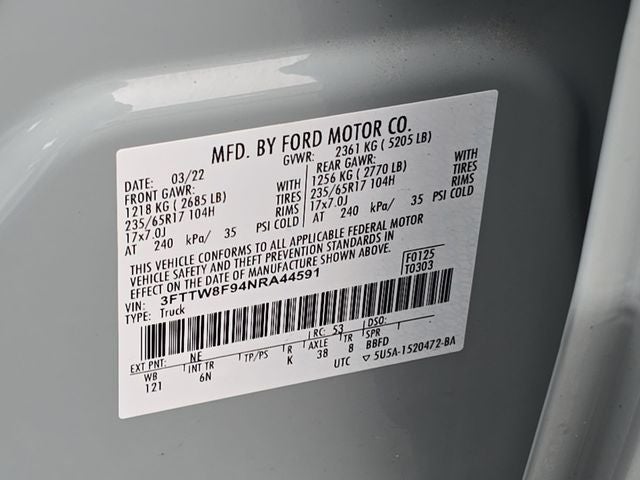 MFD. BY FORD MOTOR CO.
DATE: 03/22 GVWR: 2361 KG ( 5205 LB)
FRONT GAWR: REAR GAWR:
1218 KG ( 2685 LB) WITH 1256 KG ( 2770 LB) WITH
235/65R17 104H TIRES 235/65R17 104H TIRES
17x7.0J RIMS 17x7.0J RIMS
AT 240 kPa/ 35 PSI COLD AT 240 kPa/ 35 PSI COLD
THIS VEHICLE CONFORMS TO ALL APPLICABLE FEDERAL MOTOR
VEHICLE SAFETY AND THEFT PREVENTION STANDARDS IN
EFFECT ON THE DATE OF MANUFACTURE SHOWN ABOVE.
VIN: 3FTTW8F94NRA44591 F0125
TYPE: Truck T0303
EXT PNT: NE RC: 53 DSO:
WB INT TR TP/PS R AXLE TR SPR
121 6N K 3B 8 BBFD
UTC ▽ 5U5A-1520472-BA